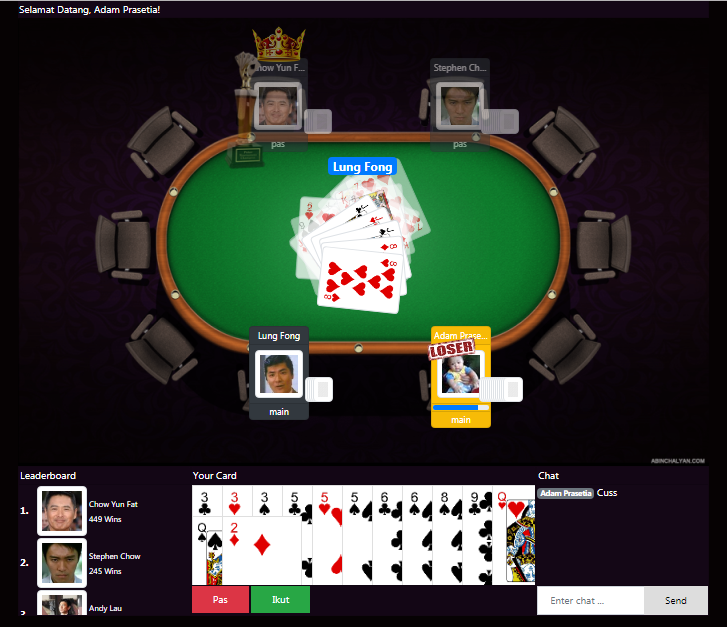 Selamat Datang, Adam Prasetia!
Chow Yun F...
Stephen Ch...
pas
pas
Lung Fong
8
8
Lung Fong
Adam Prase...
LOSER
main
main
ABINCHALYAN.COM
Leaderboard
Your Card
Chat
1.
Chow Yun Fat
449 Wins
2.
Stephen Chow
245 Wins
Andy Lau
3 3 3 5 5 5 6 6 8 9 Q
Q 2
Adam Prasetia Cuss
Pas
Ikut
Enter chat ...
Send